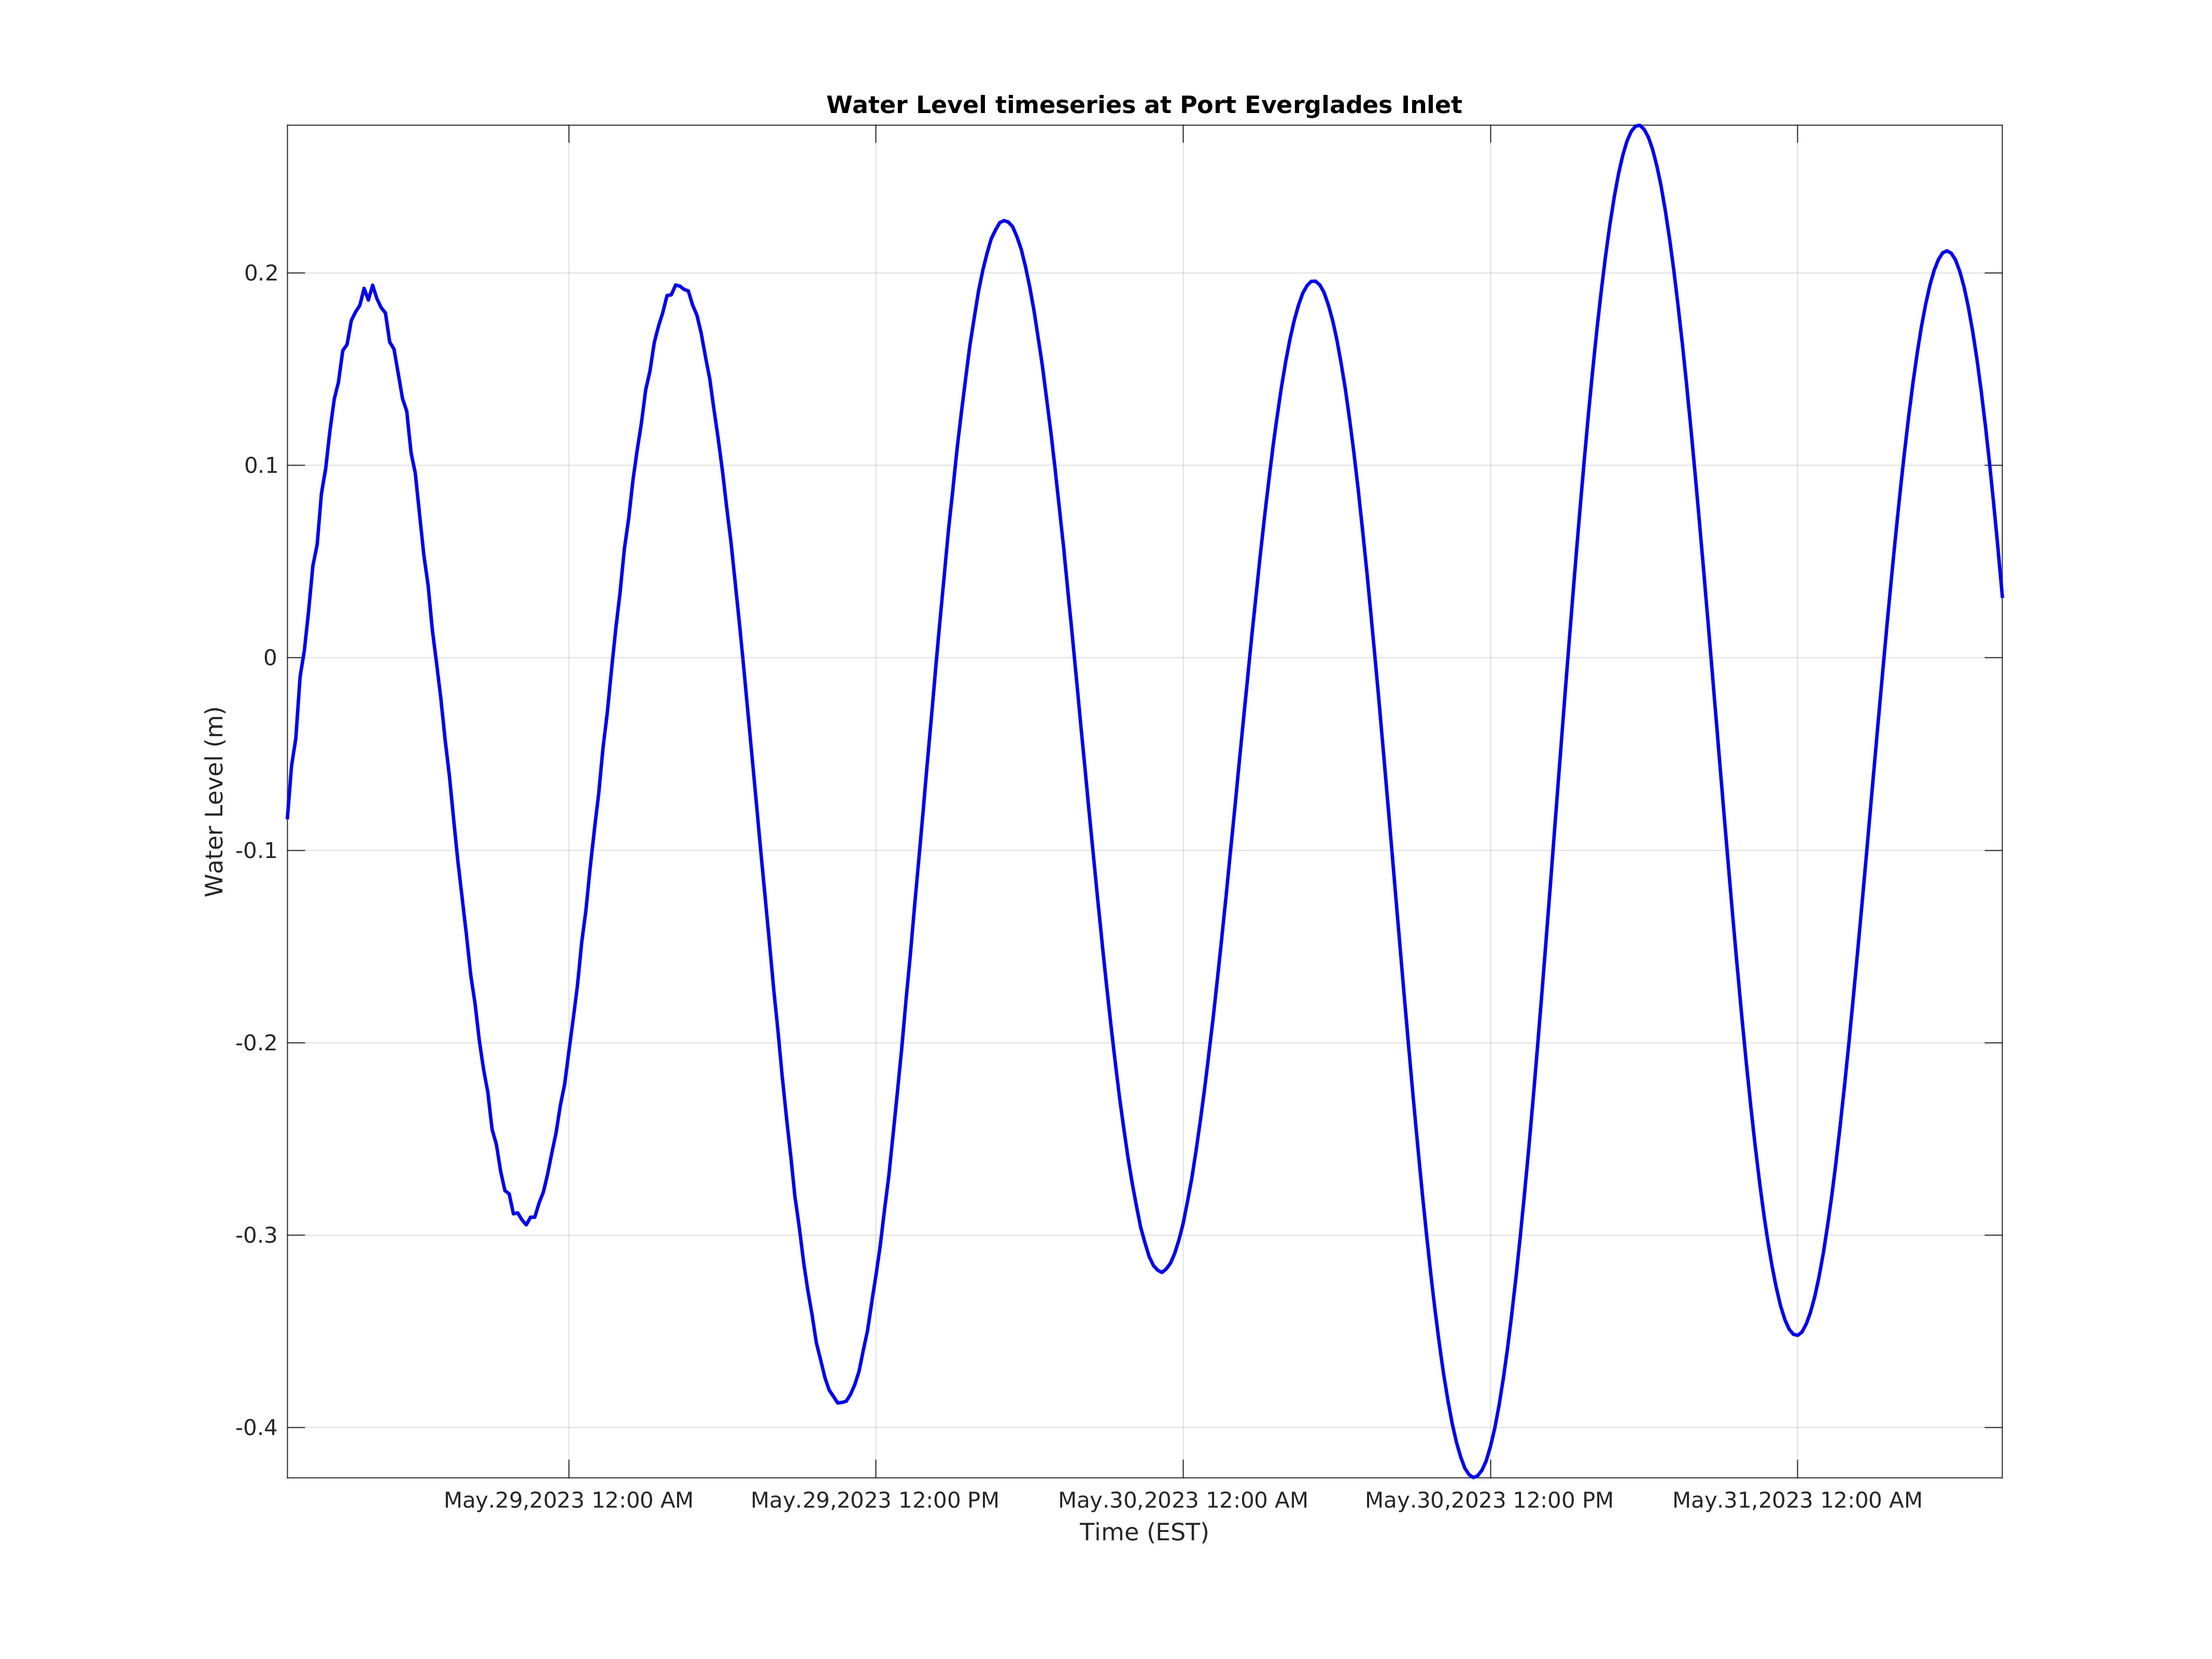 Water Level timeseries at Port Everglades Inlet
0.2
0.1
0
-0.1
-0.2
-0.3
-0.4
Water Level (m)
May.29,2023 12:00 AM May.29,2023 12:00 PM May.30,2023 12:00 AM May.30,2023 12:00 PM May.31,2023 12:00 AM
Time (EST)